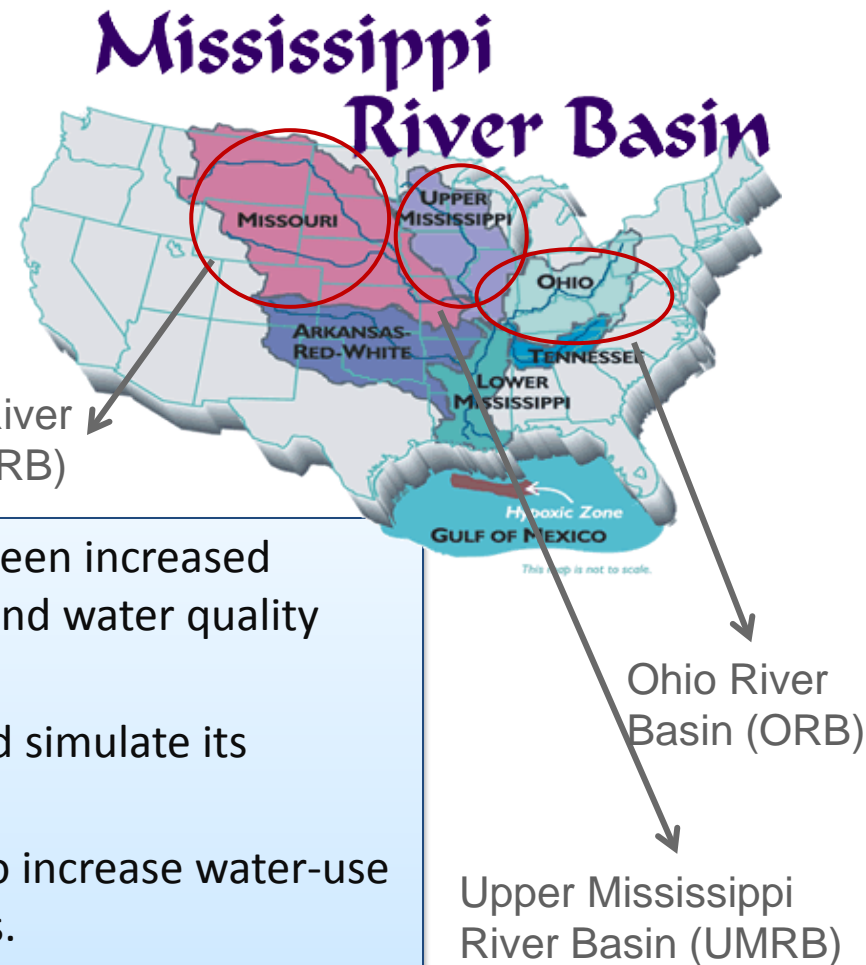 Mississippi
River Basin
MISSOURI
UPPER
MISSISSIPPI
OHIO
ARKANSAS-
RED-WHITE
TENNESSEE
LOWER
MISSISSIPPI
Hypoxic Zone
GULF OF MEXICO
This map is not to scale.
River
RB)
een increased
nd water quality
d simulate its
o increase water-use
s.
Ohio River
Basin (ORB)
Upper Mississippi
River Basin (UMRB)